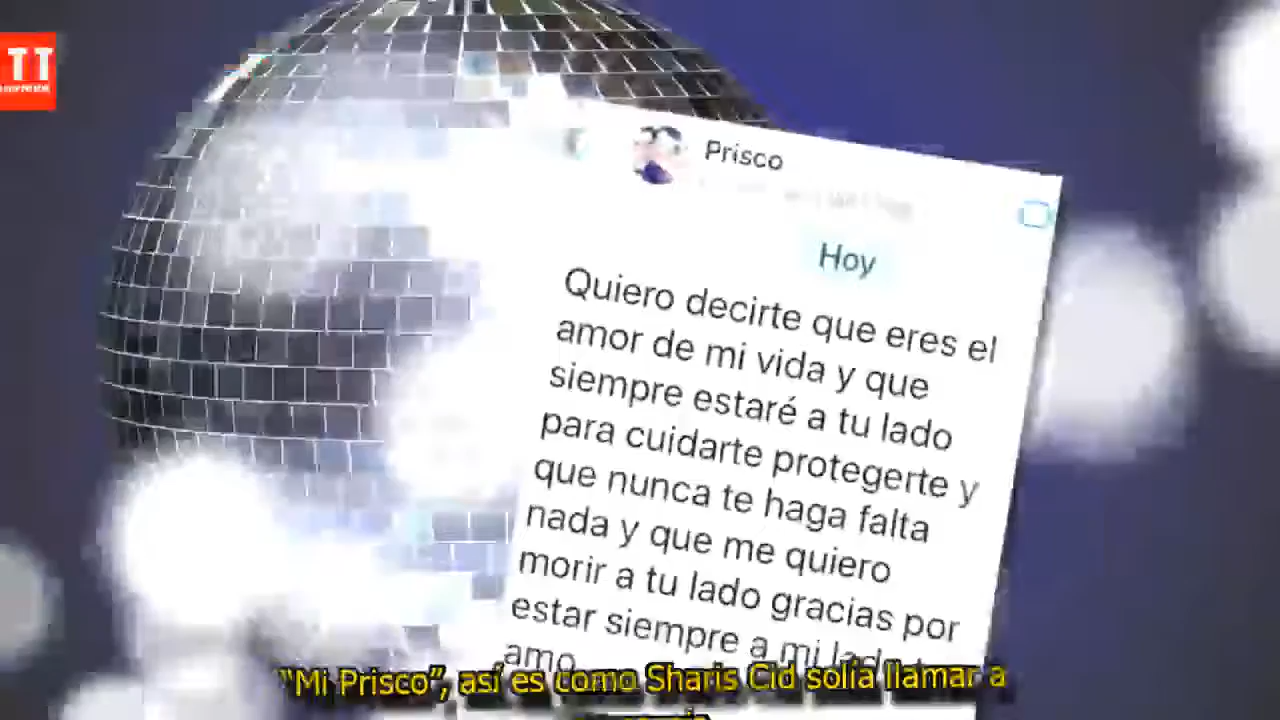 TT
Prisco
Hoy
Quiero decirte que eres el
amor de mi vida y que
siempre estaré a tu lado
para cuidarte protegerte y
que nunca te haga falta
nada y que me quiero
morir a tu lado gracias por
estar siempre a mi lado
amo
“Mi Prisco”, así es como Sharis Cid solía llamar a